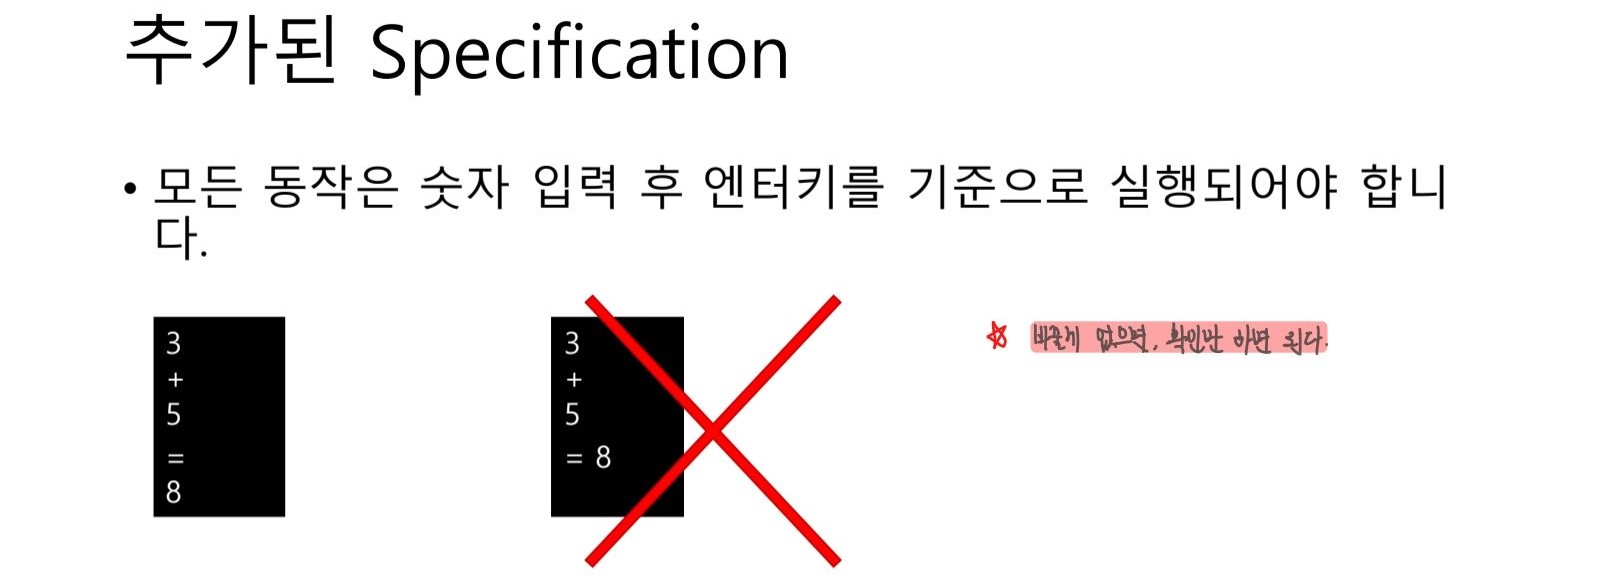 추가된 Specification
• 모든 동작은 숫자 입력 후 엔터키를 기준으로 실행되어야 합니
다.
3
+
5
=
8
3
+
5
= 8
바꿀게 없으면, 확인만 하면 된다.